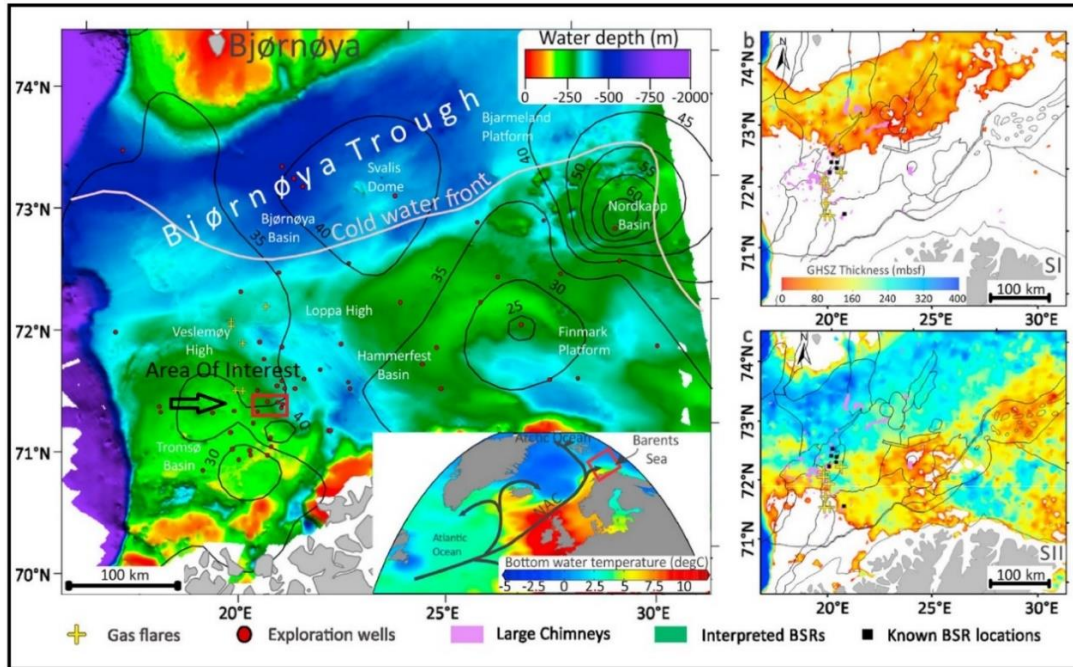 Bjørnøya
Water depth (m)
0 -250 -500 -750 -2000
74°N
73°N
72°N
71°N
70°N
Bjørnøya Trough
Bjarmeland
Platform
Svalis
Dome
Cold water front
Bjørnøya
Basin
Nordkapp
Basin
45
40
50
55
60
35
40
35
30
25
Loppa High
Veslemøy
High
Hammerfest
Basin
Finmark
Platform
Area Of Interest
40
Tromsø
Basin
30
100 km
20°E
25°E
30°E
Arctic Ocean
Barents
Sea
NAC
Atlantic
Ocean
Bottom water temperature (degC)
-5 -2.5 0 2.5 5 7.5 10
b
N
74°N
73°N
72°N
71°N
SI
GHSZ Thickness (mbsf)
0 80 160 240 320 400
100 km
20°E 25°E 30°E
c
N
74°N
73°N
72°N
71°N
SII
100 km
20°E 25°E 30°E
Gas flares
Exploration wells
Large Chimneys
Interpreted BSRs
Known BSR locations